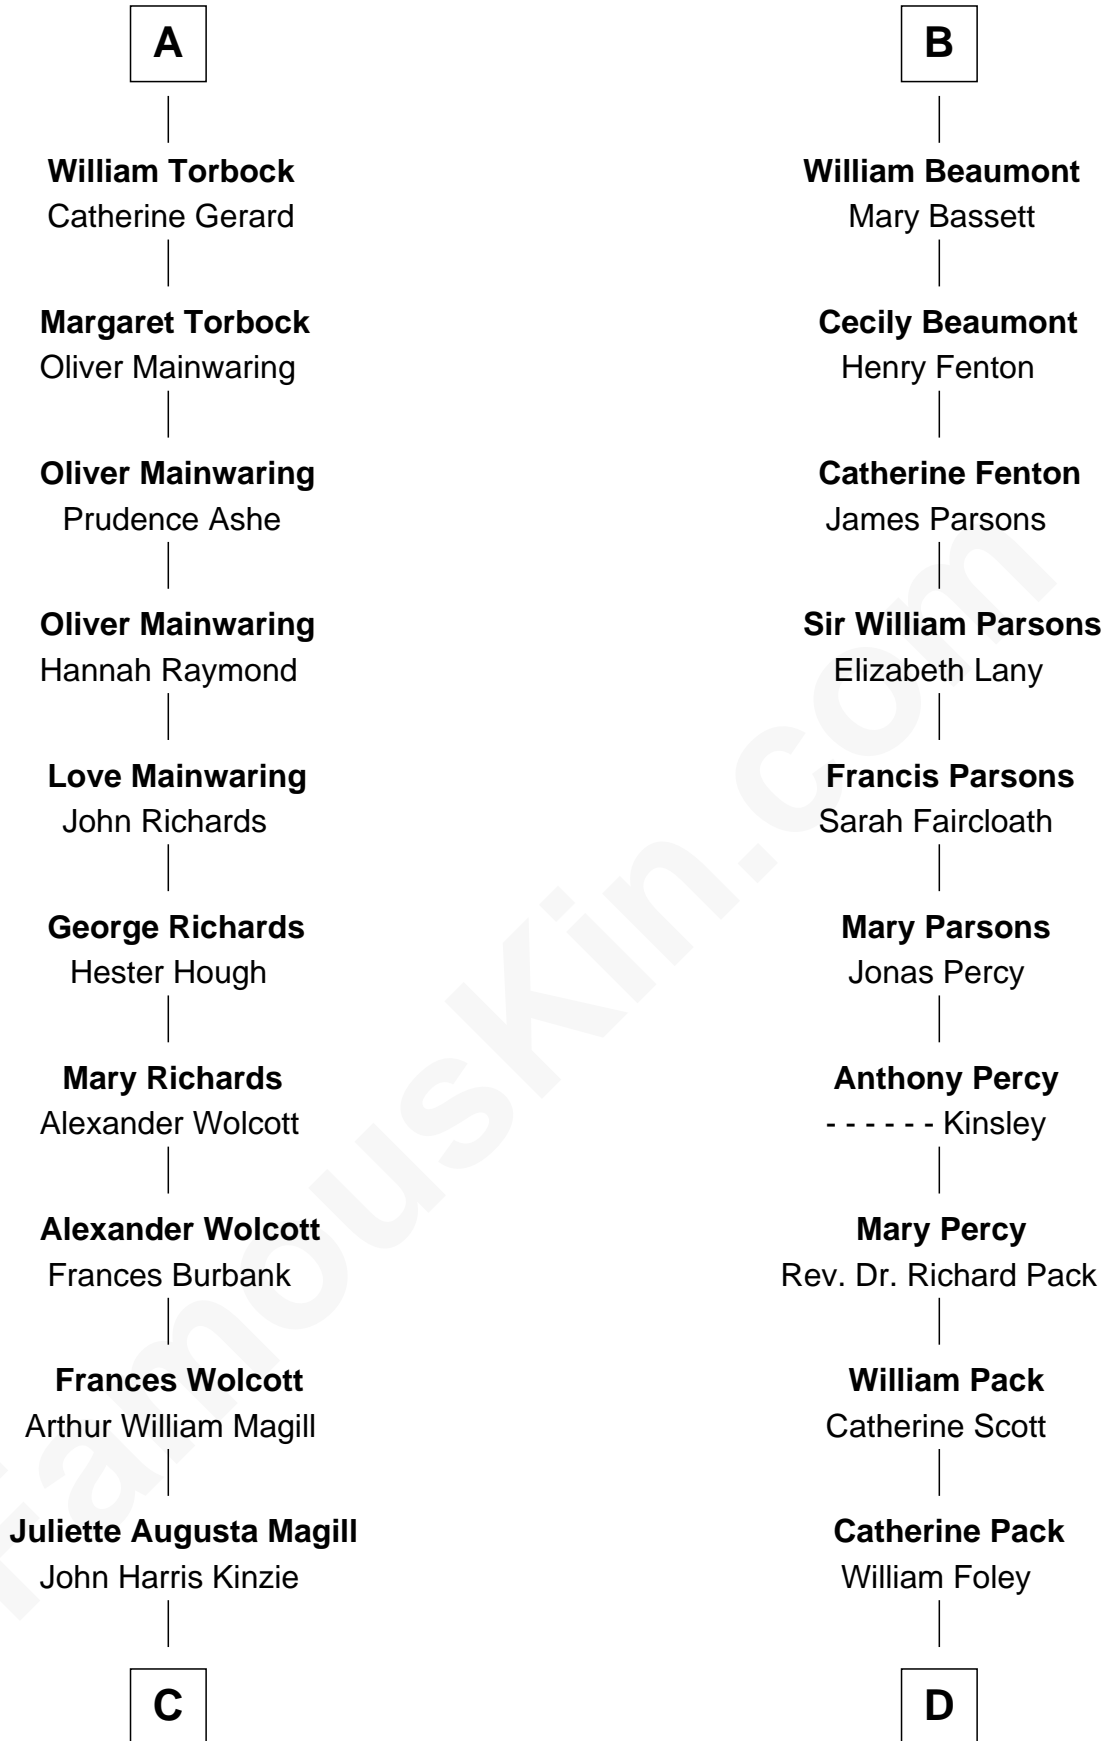 A
William Torbock
Catherine Gerard
Margaret Torbock
Oliver Mainwaring
Oliver Mainwaring
Prudence Ashe
Oliver Mainwaring
Hannah Raymond
Love Mainwaring
John Richards
George Richards
Hester Hough
Mary Richards
Alexander Wolcott
Alexander Wolcott
Frances Burbank
Frances Wolcott
Arthur William Magill
Juliette Augusta Magill
John Harris Kinzie
C
B
William Beaumont
Mary Bassett
Cecily Beaumont
Henry Fenton
Catherine Fenton
James Parsons
Sir William Parsons
Elizabeth Lany
Francis Parsons
Sarah Faircloath
Mary Parsons
Jonas Percy
Anthony Percy
- - - - - - Kinsley
Mary Percy
Rev. Dr. Richard Pack
William Pack
Catherine Scott
Catherine Pack
William Foley
D
FamousKin.com